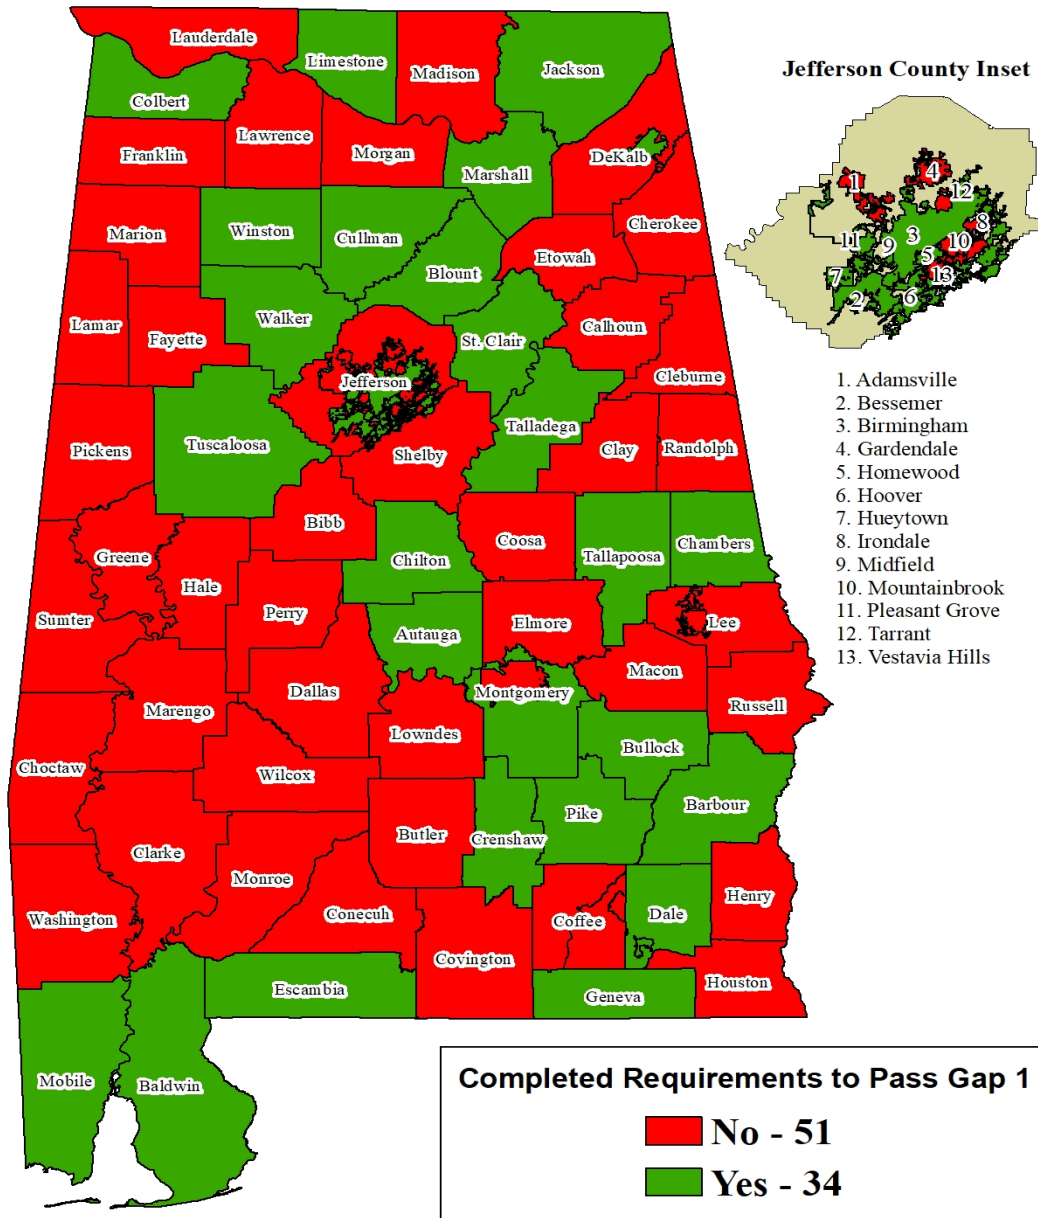 Lauderdale
Limestone
Madison
Jackson
Colbert
Lawrence
Franklin
Morgan
DeKalb
Marshall
Marion
Winston
Cullman
Cherokee
Etowah
Blount
Walker
Lamar
Fayette
St. Clair
Calhoun
Jefferson
Cleburne
Talladega
Tuscaloosa
Pickens
Shelby
Clay
Randolph
Bibb
Coosa
Chambers
Greene
Chilton
Tallapoosa
Hale
Perry
Sumter
Elmore
Lee
Autauga
Macon
Dallas
Montgomery
Marengo
Russell
Lowndes
Bullock
Choctaw
Wilcox
Barbour
Pike
Butler
Crenshaw
Clarke
Monroe
Henry
Washington
Conecuh
Coffee
Dale
Covington
Houston
Escambia
Geneva
Mobile
Baldwin
Jefferson County Inset
1
4
12
8
3
11
9
10
5
7
13
2
6
1. Adamsville
2. Bessemer
3. Birmingham
4. Gardendale
5. Homewood
6. Hoover
7. Hueytown
8. Irondale
9. Midfield
10. Mountainbrook
11. Pleasant Grove
12. Tarrant
13. Vestavia Hills
Completed Requirements to Pass Gap 1
No - 51
Yes - 34